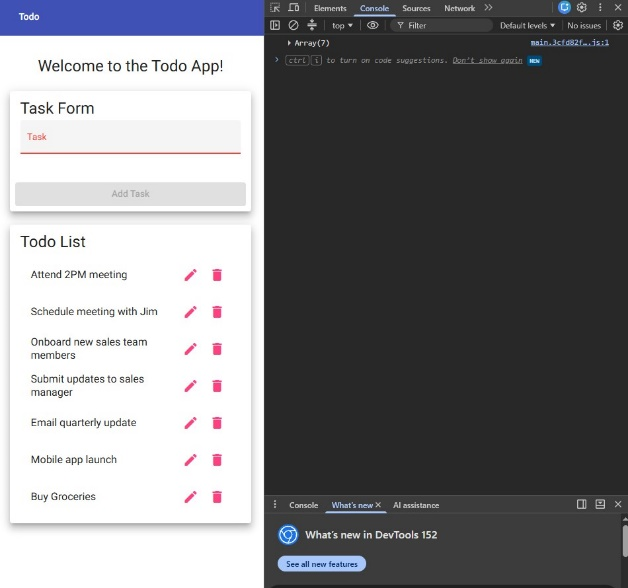 Todo
Welcome to the Todo App!
Task Form
Task
Add Task
Todo List
Attend 2PM meeting
Schedule meeting with Jim
Onboard new sales team
members
Submit updates to sales
manager
Email quarterly update
Mobile app launch
Buy Groceries
Elements Console Sources Network
top Filter Default levels No issues
Array(7) main.3cfd82f….js:1
ctrl i to turn on code suggestions. Don't show again NEW
Console What's new AI assistance
What's new in DevTools 152
See all new features